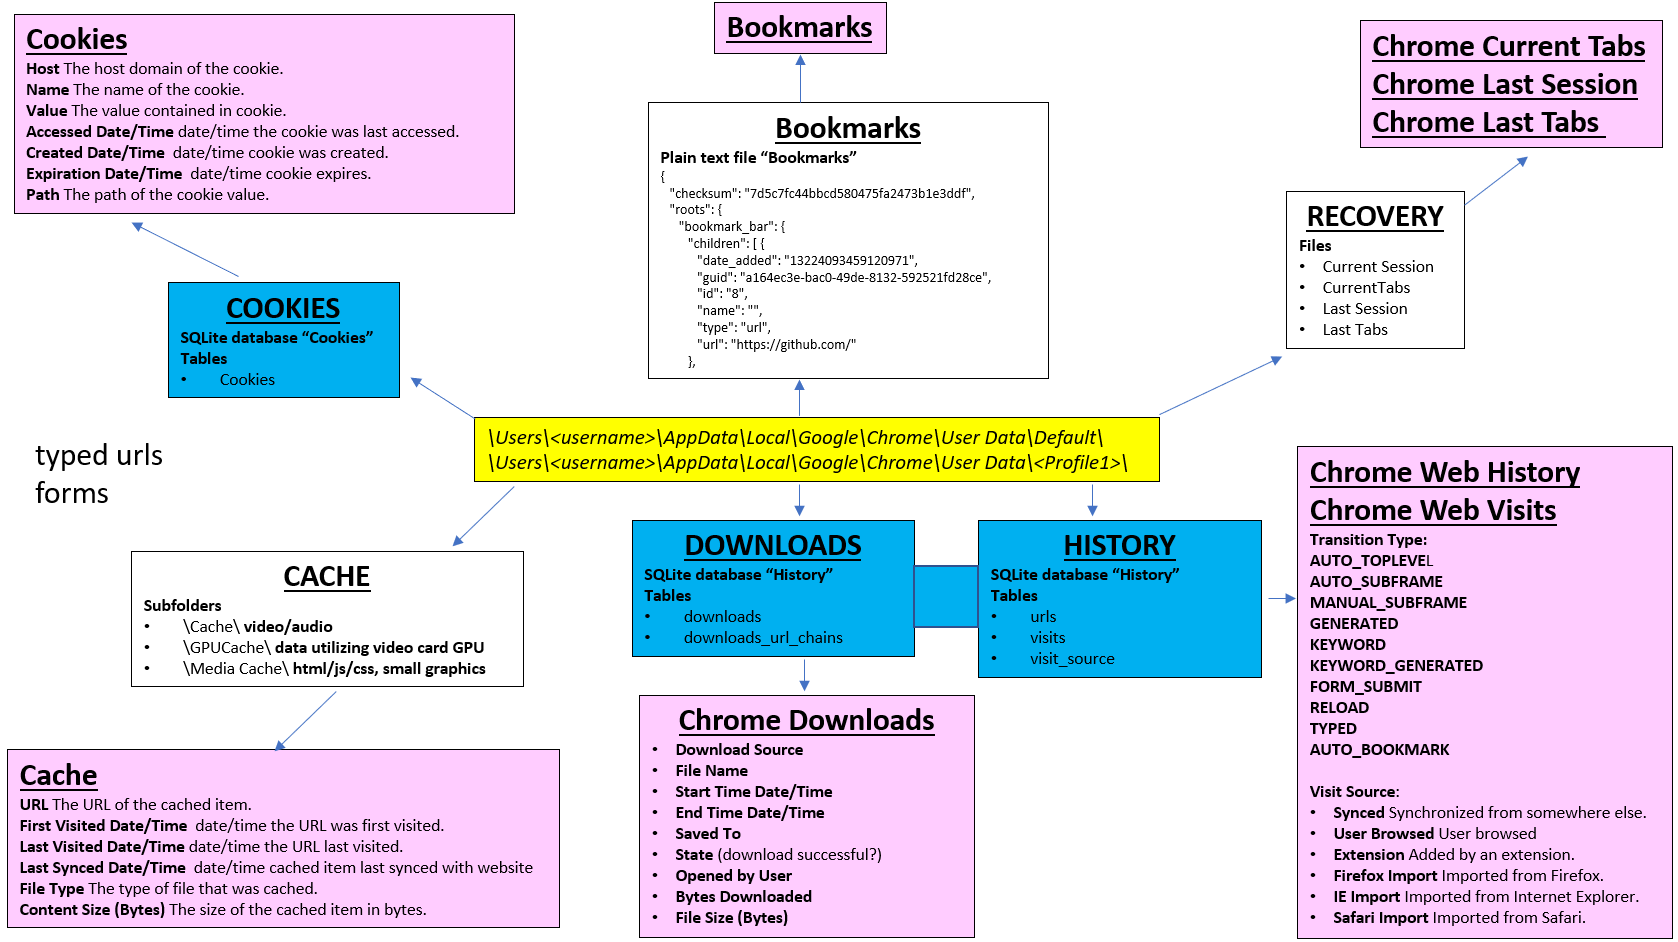 Cookies
Host The host domain of the cookie.
Name The name of the cookie.
Value The value contained in cookie.
Accessed Date/Time date/time the cookie was last accessed.
Created Date/Time  date/time cookie was created.
Expiration Date/Time  date/time cookie expires.
Path The path of the cookie value.
Bookmarks
Bookmarks
Plain text file “Bookmarks”
{
"checksum": "7d5c7fc44bbcd580475fa2473b1e3ddf",
"roots": {
"bookmark_bar": {
"children": [ {
"date_added": "13224093459120971",
"guid": "a164ec3e-bac0-49de-8132-592521fd28ce",
"id": "8",
"name": "",
"type": "url",
"url": "https://github.com/"
},
Chrome Current Tabs
Chrome Last Session
Chrome Last Tabs
RECOVERY
Files
• Current Session
• CurrentTabs
• Last Session
• Last Tabs
COOKIES
SQLite database “Cookies”
Tables
• Cookies
\Users\<username>\AppData\Local\Google\Chrome\User Data\Default\
\Users\<username>\AppData\Local\Google\Chrome\User Data\<Profile1>\
typed urls
forms
CACHE
Subfolders
• \Cache\ video/audio
• \GPUCache\ data utilizing video card GPU
• \Media Cache\ html/js/css, small graphics
DOWNLOADS
SQLite database “History”
Tables
• downloads
• downloads_url_chains
HISTORY
SQLite database “History”
Tables
• urls
• visits
• visit_source
Chrome Web History
Chrome Web Visits
Transition Type:
AUTO_TOPLEVEL
AUTO_SUBFRAME
MANUAL_SUBFRAME
GENERATED
KEYWORD
KEYWORD_GENERATED
FORM_SUBMIT
RELOAD
TYPED
AUTO_BOOKMARK
Visit Source:
• Synced Synchronized from somewhere else.
• User Browsed User browsed
• Extension Added by an extension.
• Firefox Import Imported from Firefox.
• IE Import Imported from Internet Explorer.
• Safari Import Imported from Safari.
Cache
URL The URL of the cached item.
First Visited Date/Time  date/time the URL was first visited.
Last Visited Date/Time date/time the URL last visited.
Last Synced Date/Time  date/time cached item last synced with website
File Type The type of file that was cached.
Content Size (Bytes) The size of the cached item in bytes.
Chrome Downloads
• Download Source
• File Name
• Start Time Date/Time
• End Time Date/Time
• Saved To
• State (download successful?)
• Opened by User
• Bytes Downloaded
• File Size (Bytes)